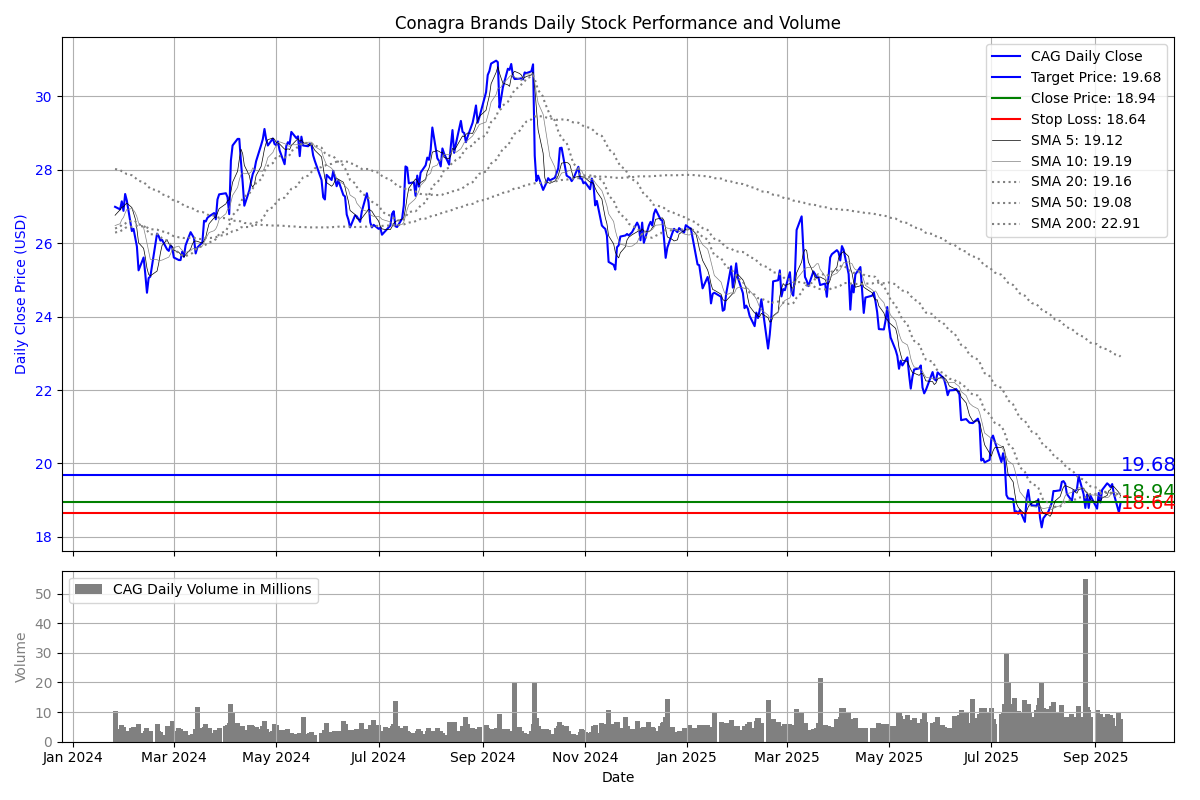 Conagra Brands Daily Stock Performance and Volume
CAG Daily Close
Target Price: 19.68
Close Price: 18.94
Stop Loss: 18.64
SMA 5: 19.12
SMA 10: 19.19
SMA 20: 19.16
SMA 50: 19.08
SMA 200: 22.91
Daily Close Price (USD)
30
28
26
24
22
20
18
19.68
18.94
18.64
CAG Daily Volume in Millions
Volume
50
40
30
20
10
0
Jan 2024
Mar 2024
May 2024
Jul 2024
Sep 2024
Nov 2024
Jan 2025
Mar 2025
May 2025
Jul 2025
Sep 2025
Date